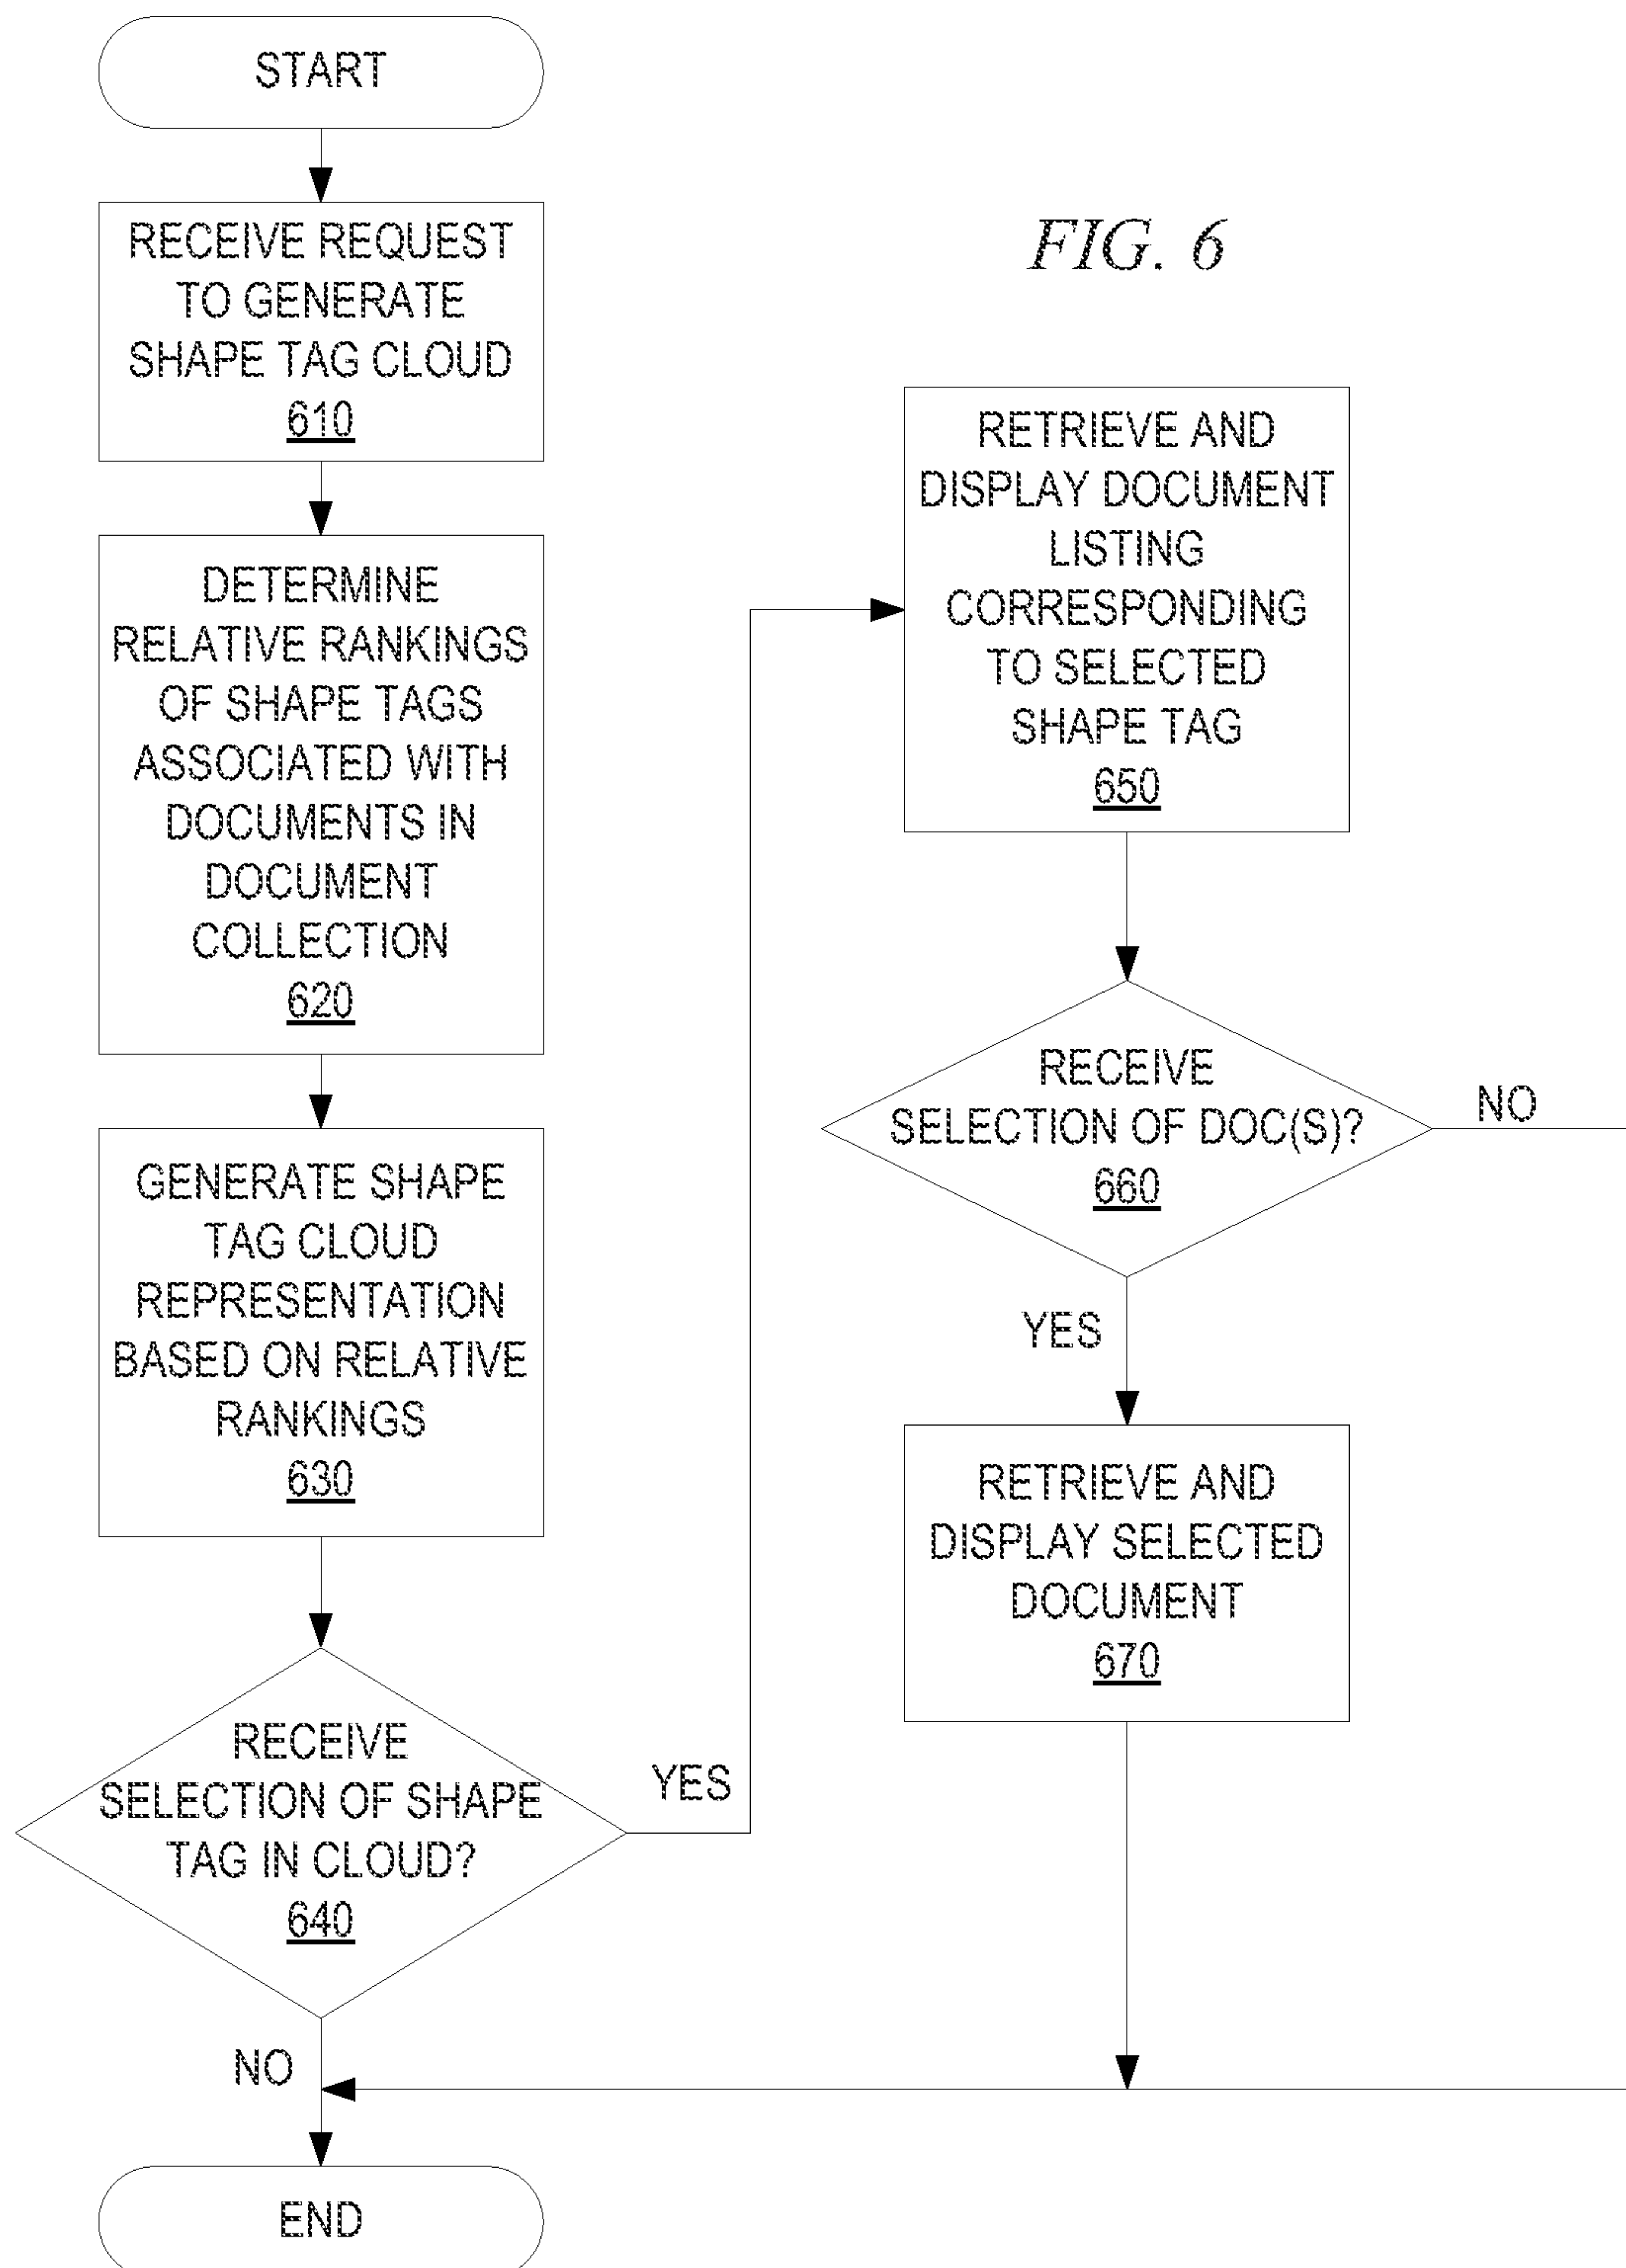 START
RECEIVE REQUEST
TO GENERATE
SHAPE TAG CLOUD
610
DETERMINE
RELATIVE RANKINGS
OF SHAPE TAGS
ASSOCIATED WITH
DOCUMENTS IN
DOCUMENT
COLLECTION
620
GENERATE SHAPE
TAG CLOUD
REPRESENTATION
BASED ON RELATIVE
RANKINGS
630
RECEIVE
SELECTION OF SHAPE
TAG IN CLOUD?
640
YES
NO
END
FIG. 6
RETRIEVE AND
DISPLAY DOCUMENT
LISTING
CORRESPONDING
TO SELECTED
SHAPE TAG
650
RECEIVE
SELECTION OF DOC(S)?
660
NO
YES
RETRIEVE AND
DISPLAY SELECTED
DOCUMENT
670